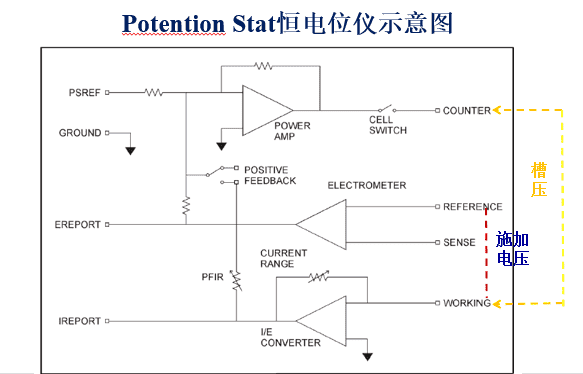 Potention Stat恒电位仪示意图
PSREF
GROUND
POWER
AMP
CELL
SWITCH
COUNTER
槽
压
POSITIVE
FEEDBACK
ELECTROMETER
REFERENCE
EREPORT
施加
电压
SENSE
CURRENT
RANGE
PFIR
WORKING
IREPORT
I/E
CONVERTER